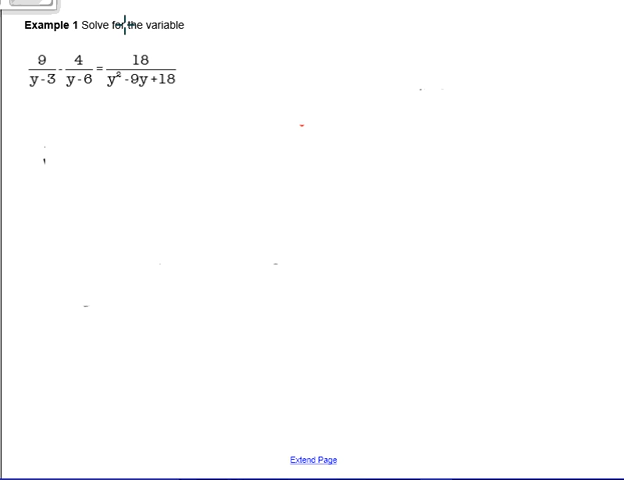 Example 1 Solve for the variable
9 4 18
y-3 - y-6 = y² -9y+18
Extend Page